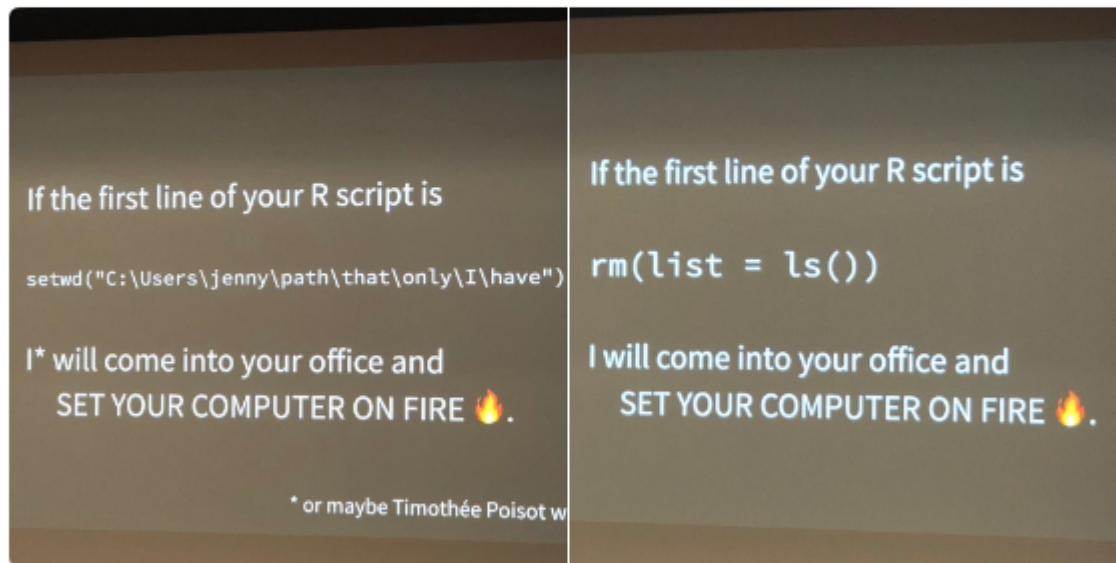 If the first line of your R script is
setwd("C:\Users\jenny\path\that\only\I\have")
I* will come into your office and
SET YOUR COMPUTER ON FIRE 🔥.
* or maybe Timothée Poisot w
If the first line of your R script is
rm(list = ls())
I will come into your office and
SET YOUR COMPUTER ON FIRE 🔥.